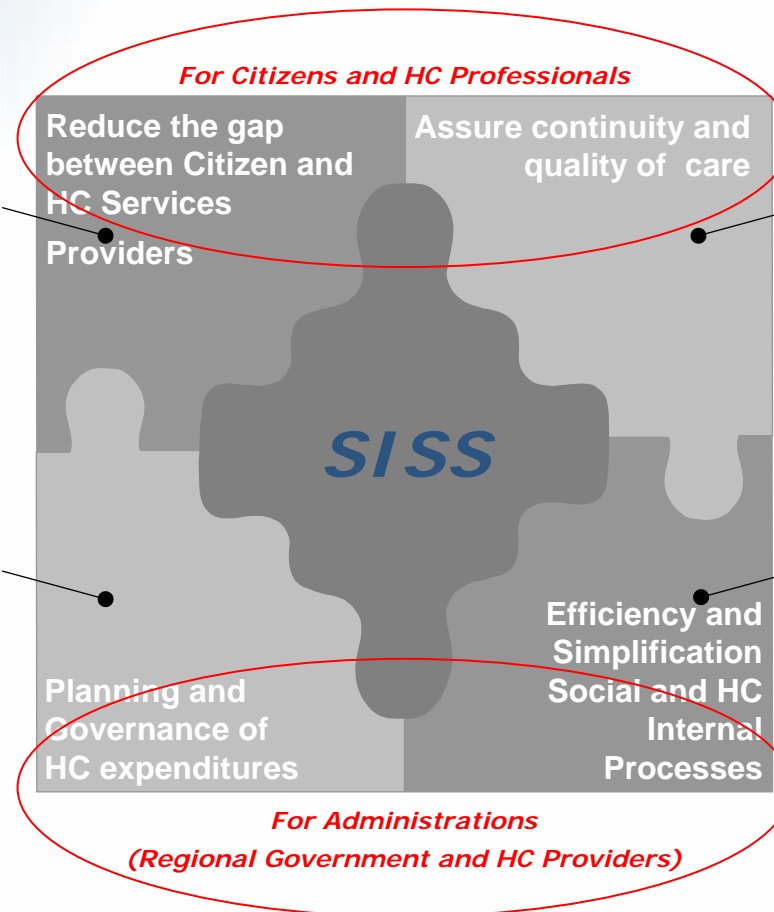 For Citizens and HC Professionals
Reduce the gap
between Citizen and
HC Services
Providers
Assure continuity and
quality of care
SISS
Planning and
Governance of
HC expenditures
Efficiency and
Simplification
Social and HC
Internal
Processes
For Administrations
(Regional Government and HC Providers)